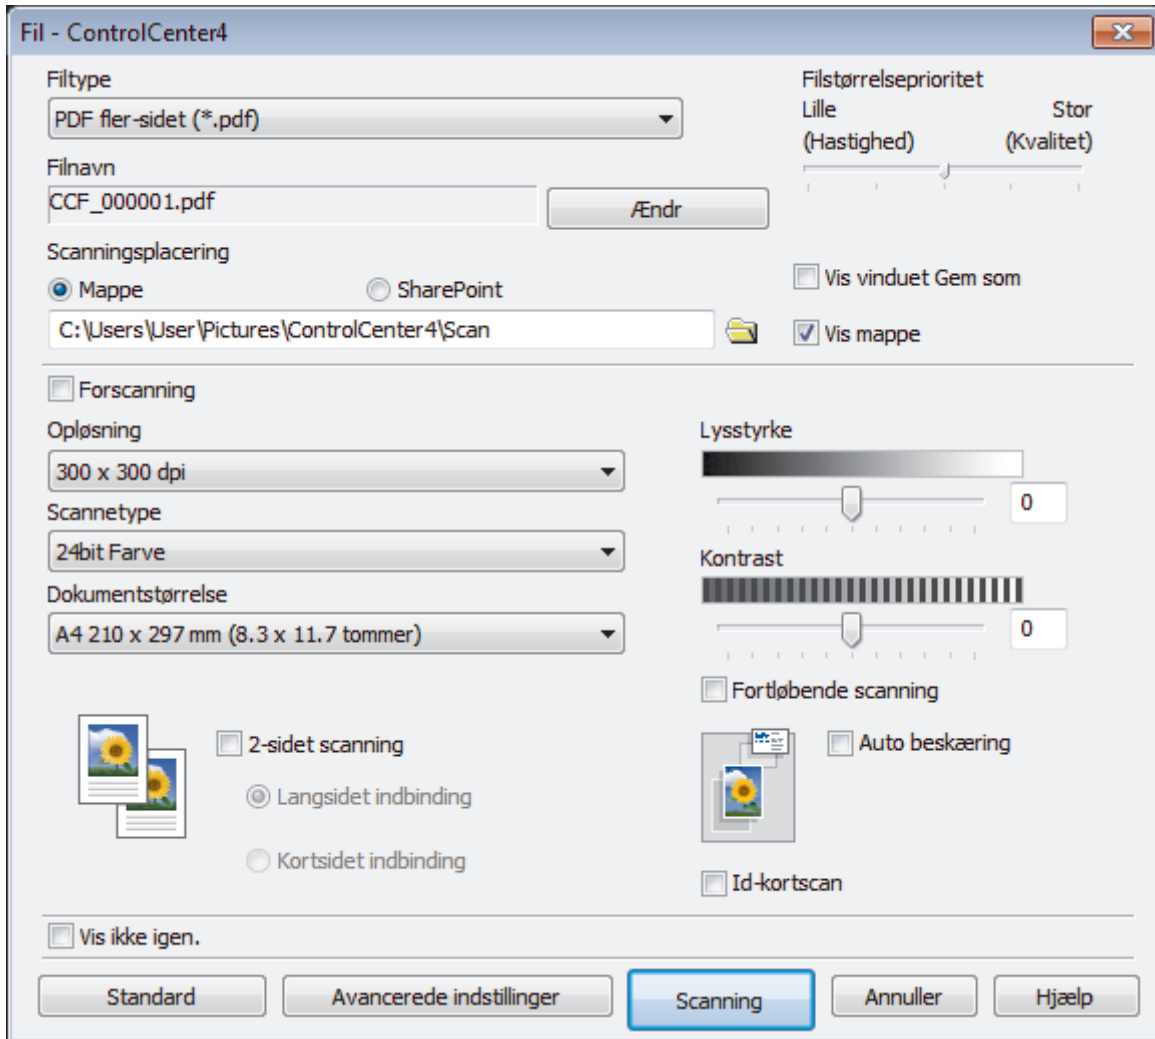 Fil - ControlCenter4
Filtype
PDF fler-sidet (*.pdf)
Filstørrelseprioritet
Lille Stor
(Hastighed) (Kvalitet)
Filnavn
CCF_000001.pdf
Ændr
Scanningsplacering
Mappe
SharePoint
C:\Users\User\Pictures\ControlCenter4\Scan
Vis vinduet Gem som
Vis mappe
Forscanning
Opløsning
300 x 300 dpi
Scannetype
24bit Farve
Dokumentstørrelse
A4 210 x 297 mm (8.3 x 11.7 tommer)
Lysstyrke
0
Kontrast
0
Fortløbende scanning
2-sidet scanning
Langsidet indbinding
Kortsidet indbinding
Auto beskæring
Id-kortscan
Vis ikke igen.
Standard
Avancerede indstillinger
Scanning
Annuller
Hjælp